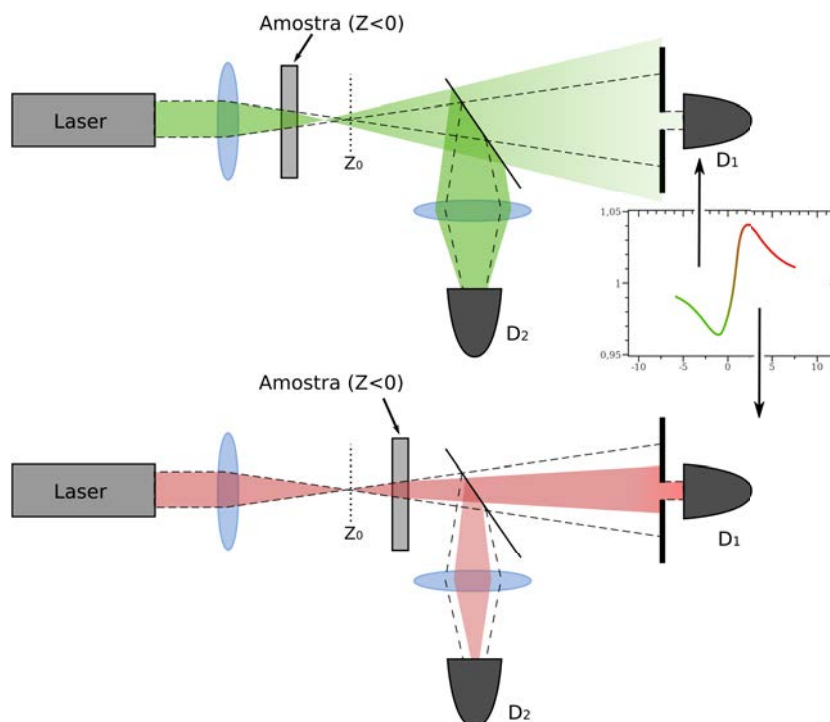 Amostra (Z<0)
Laser
Z0
D1
D2
1,05
1
0,95
-10
-5
0
5
10
Amostra (Z<0)
Laser
Z0
D1
D2